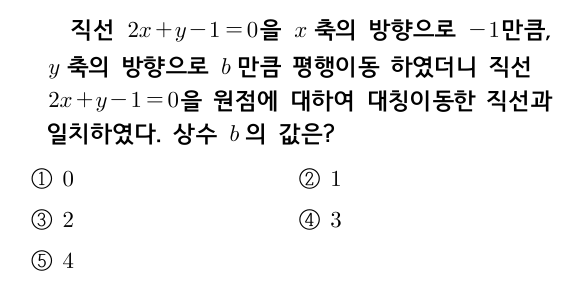 직선 2x+y−1=0을 x 축의 방향으로 −1만큼,
y 축의 방향으로 b 만큼 평행이동 하였더니 직선
2x+y−1=0을 원점에 대하여 대칭이동한 직선과
일치하였다. 상수 b 의 값은?
① 0 ② 1
③ 2 ④ 3
⑤ 4